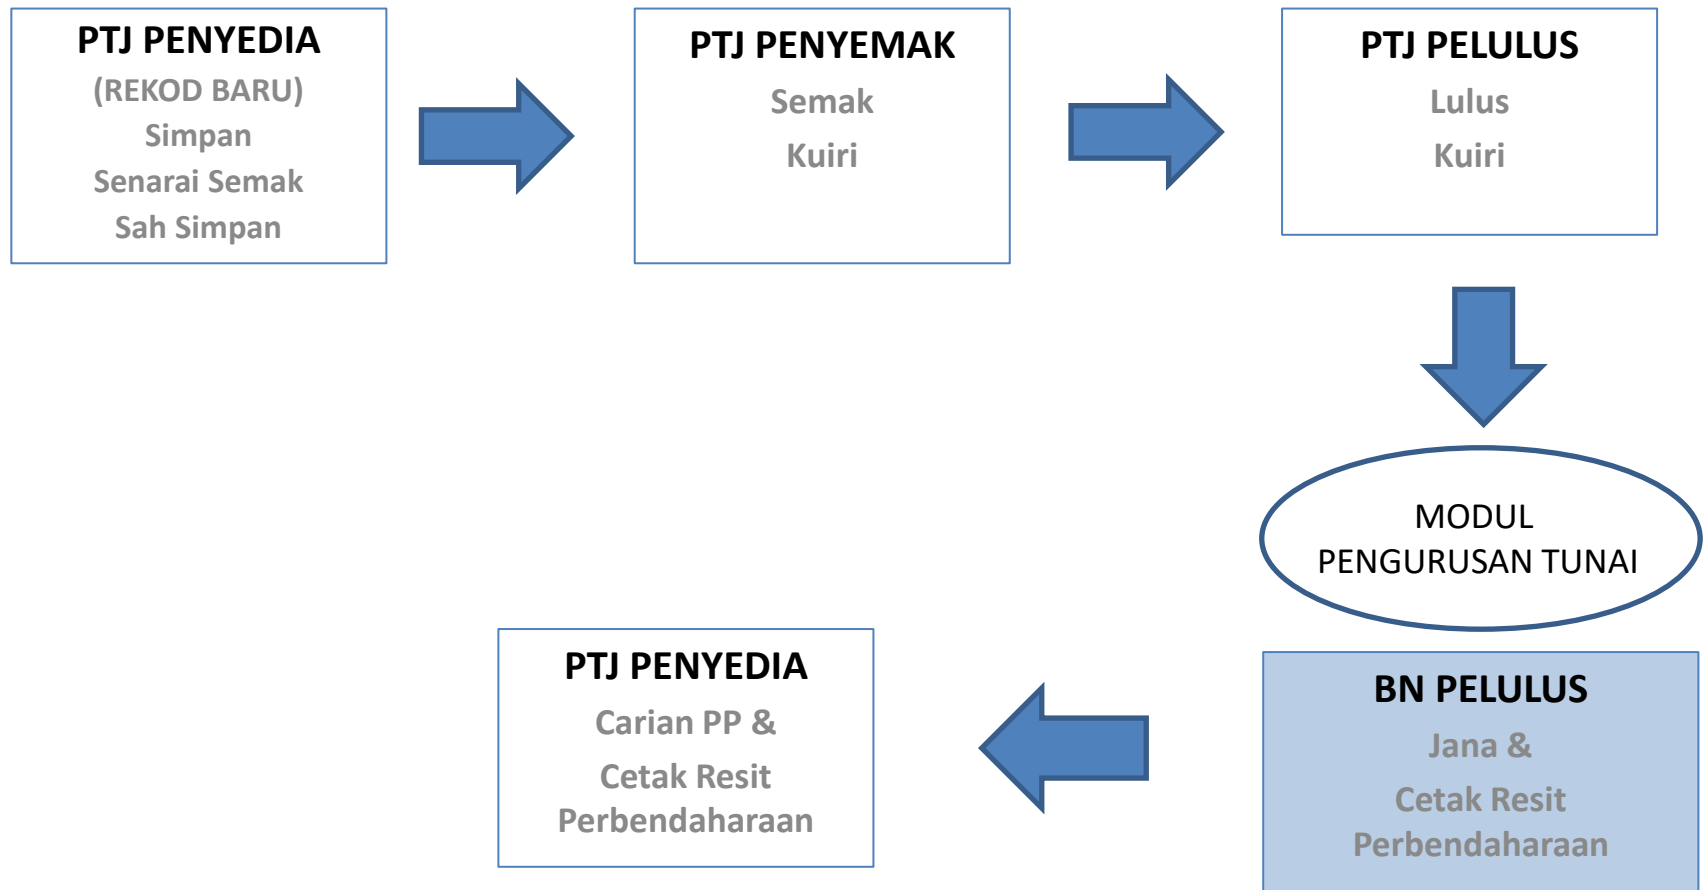 PTJ PENYEDIA
(REKOD BARU)
Simpan
Senarai Semak
Sah Simpan
PTJ PENYEMAK
Semak
Kuiri
PTJ PELULUS
Lulus
Kuiri
MODUL
PENGURUSAN TUNAI
BN PELULUS
Jana &
Cetak Resit
Perbendaharaan
PTJ PENYEDIA
Carian PP &
Cetak Resit
Perbendaharaan